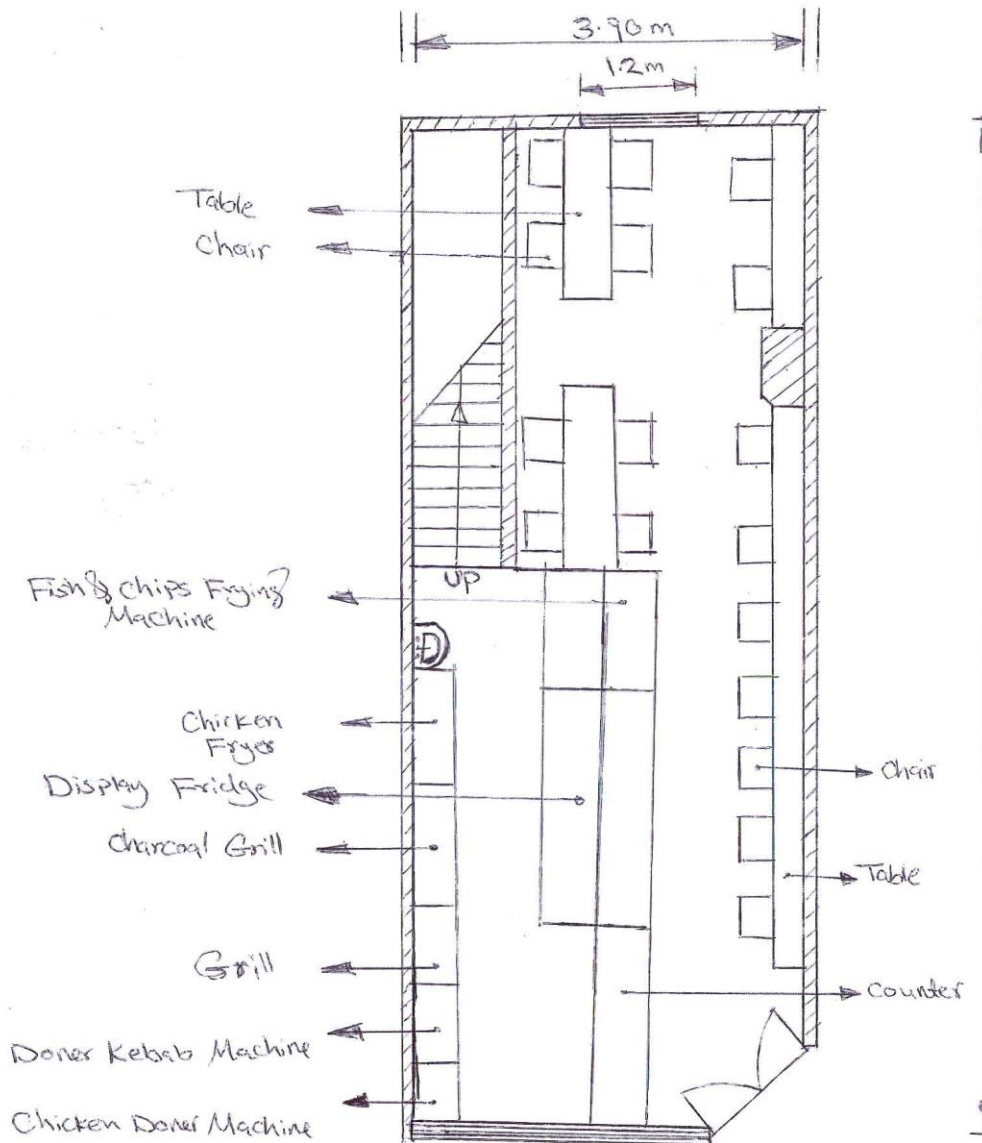 3.90m
1.2m
Table
Chair
UP
Fish & Chips Frying
Machine
Chicken
Fryer
Display Fridge
Chair
Charcoal Grill
Table
Grill
Counter
Doner Kebab Machine
Chicken Doner Machine